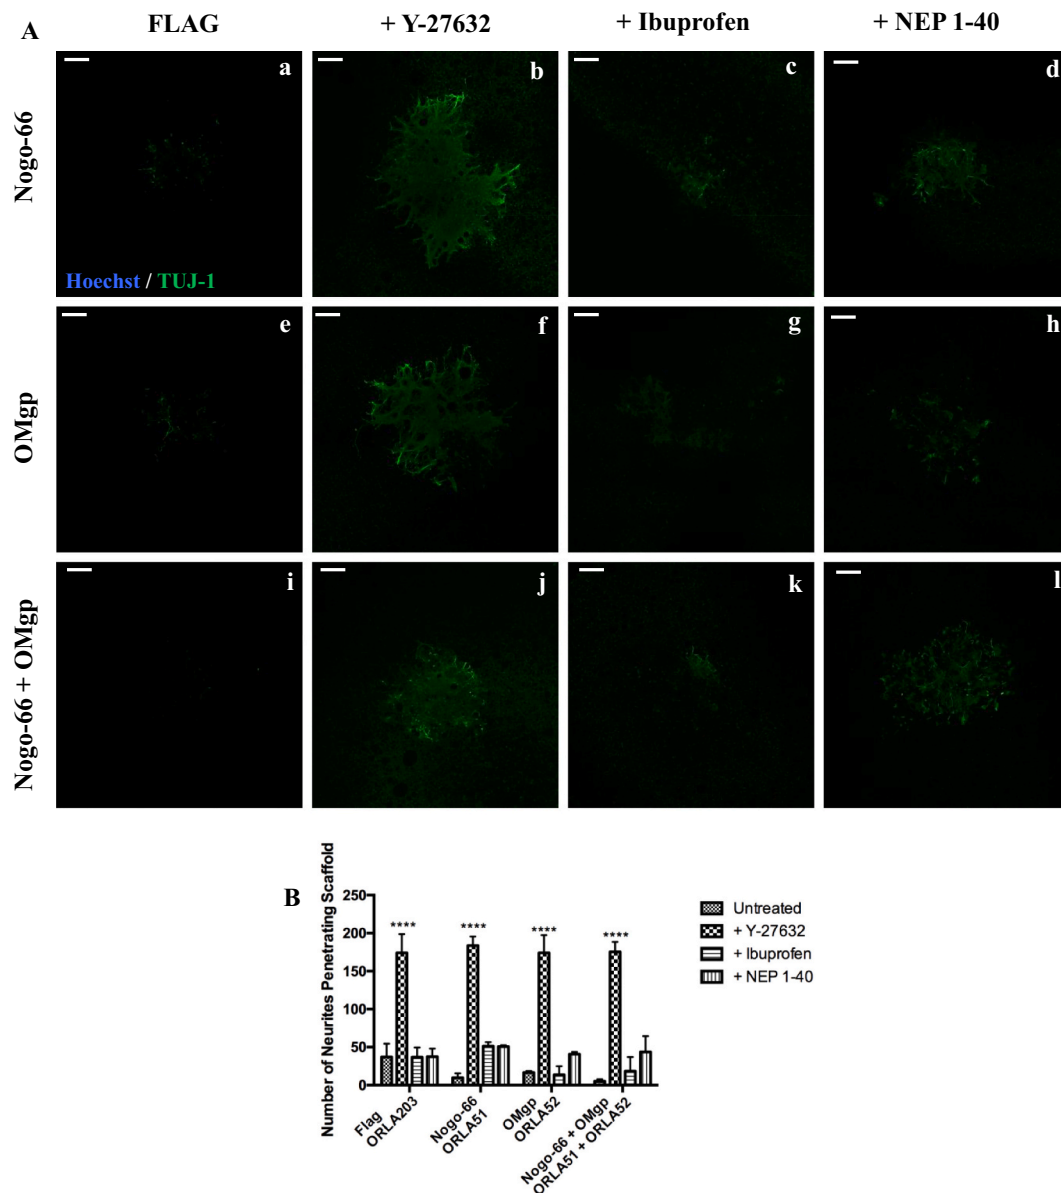 A
FLAG + Y-27632 + Ibuprofen + NEP 1-40
Nogo-66
a b c d
Hoechst / TUJ-1
OMgp
e f g h
Nogo-66 + OMgp
i j k l
B
Number of Neurites Penetrating Scaffold
250
200
150
100
50
0
**** **** **** ****
Flag
ORLA203
Nogo-66
ORLA51
OMgp
ORLA52
Nogo-66 + OMgp
ORLA51 + ORLA52
Untreated
+ Y-27632
+ Ibuprofen
+ NEP 1-40